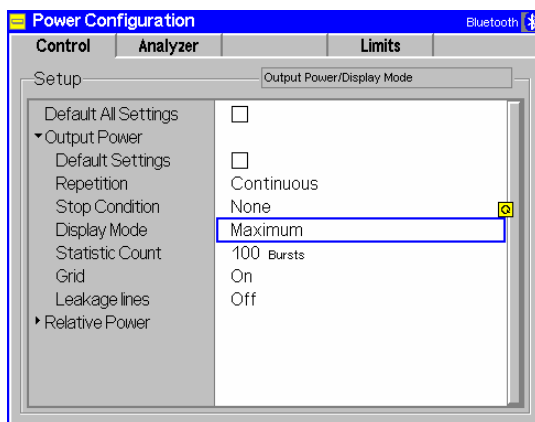 Power Configuration Bluetooth
Control Analyzer Limits
Setup Output Power/Display Mode
Default All Settings
Output Power
Default Settings
Repetition Continuous
Stop Condition None
Display Mode Maximum
Statistic Count 100 Bursts
Grid On
Leakage lines Off
Relative Power